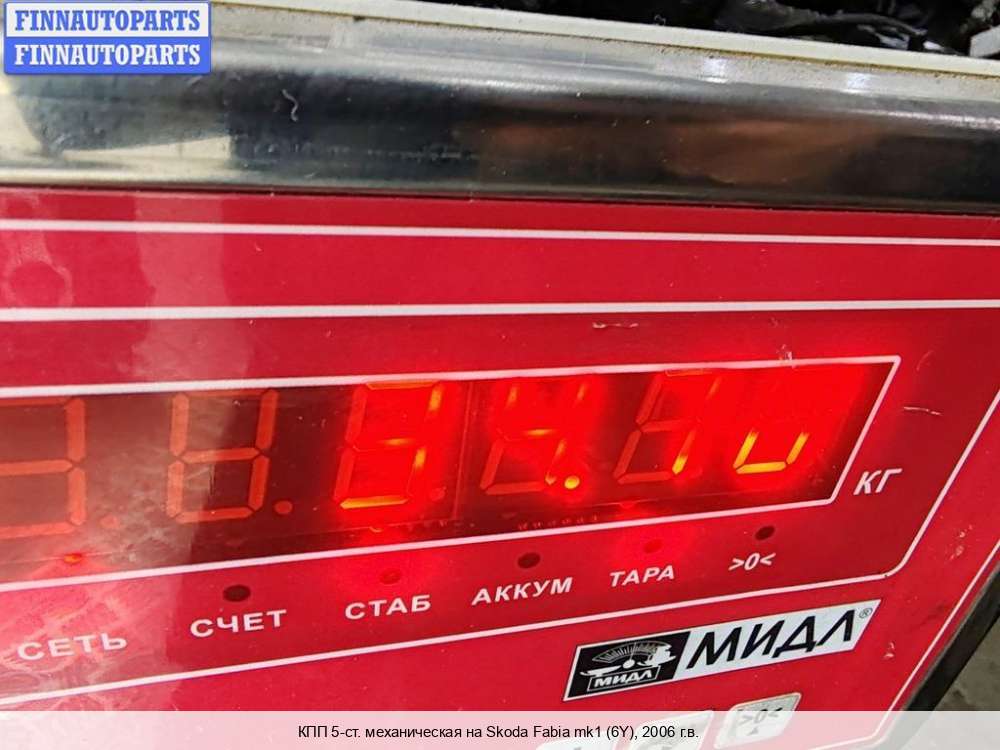 FINNAUTOPARTS
FINNAUTOPARTS
КГ
СЕТЬ СЧЕТ СТАБ АККУМ ТАРА >0<
МИДЛ МИДЛ®
>0<
КПП 5-ст. механическая на Skoda Fabia mk1 (6Y), 2006 г.в.